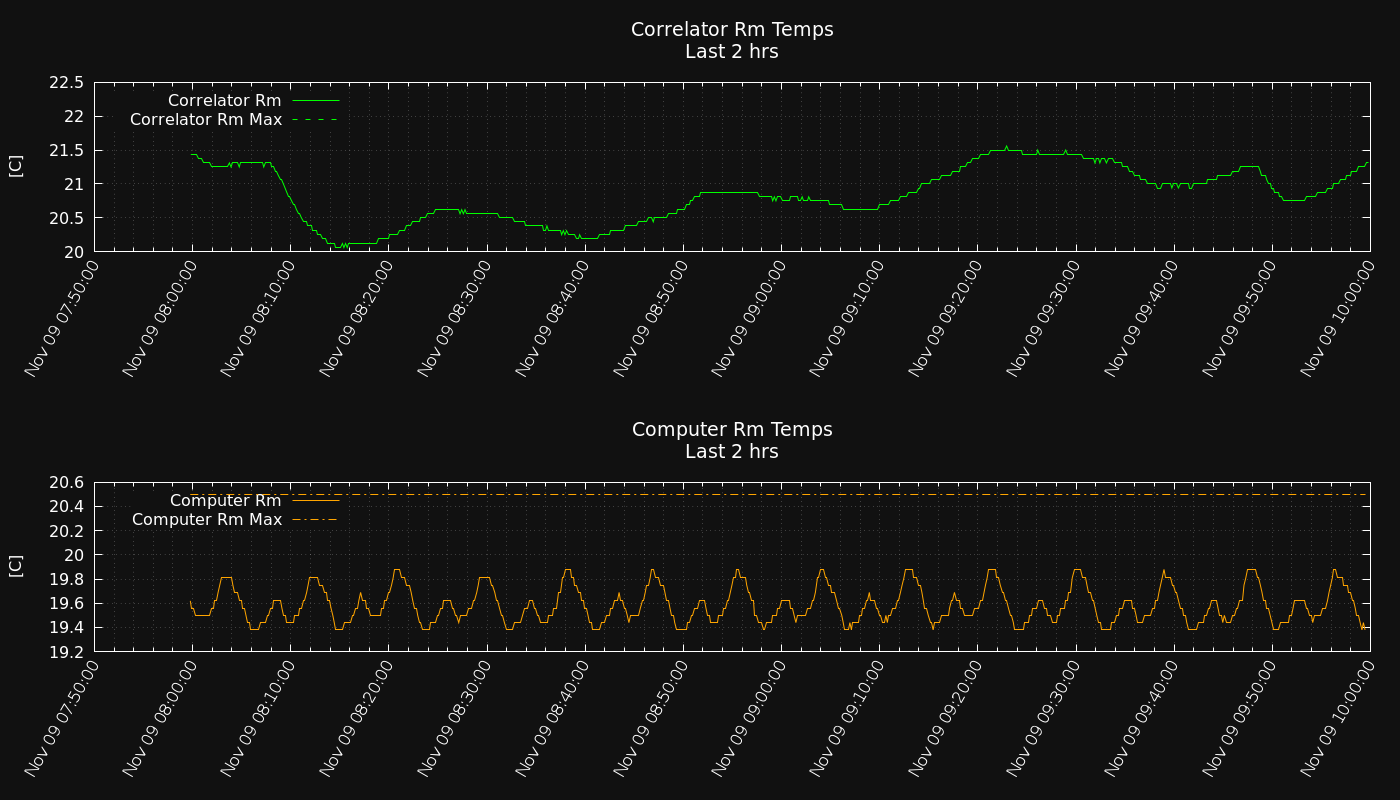 Correlator Rm Temps
Last 2 hrs
22.5
22
21.5
21
20.5
20
[C]
Correlator Rm
Correlator Rm Max
Nov 09 07:50:00
Nov 09 08:00:00
Nov 09 08:10:00
Nov 09 08:20:00
Nov 09 08:30:00
Nov 09 08:40:00
Nov 09 08:50:00
Nov 09 09:00:00
Nov 09 09:10:00
Nov 09 09:20:00
Nov 09 09:30:00
Nov 09 09:40:00
Nov 09 09:50:00
Nov 09 10:00:00
Computer Rm Temps
Last 2 hrs
20.6
20.4
20.2
20
19.8
19.6
19.4
19.2
[C]
Computer Rm
Computer Rm Max
Nov 09 07:50:00
Nov 09 08:00:00
Nov 09 08:10:00
Nov 09 08:20:00
Nov 09 08:30:00
Nov 09 08:40:00
Nov 09 08:50:00
Nov 09 09:00:00
Nov 09 09:10:00
Nov 09 09:20:00
Nov 09 09:30:00
Nov 09 09:40:00
Nov 09 09:50:00
Nov 09 10:00:00